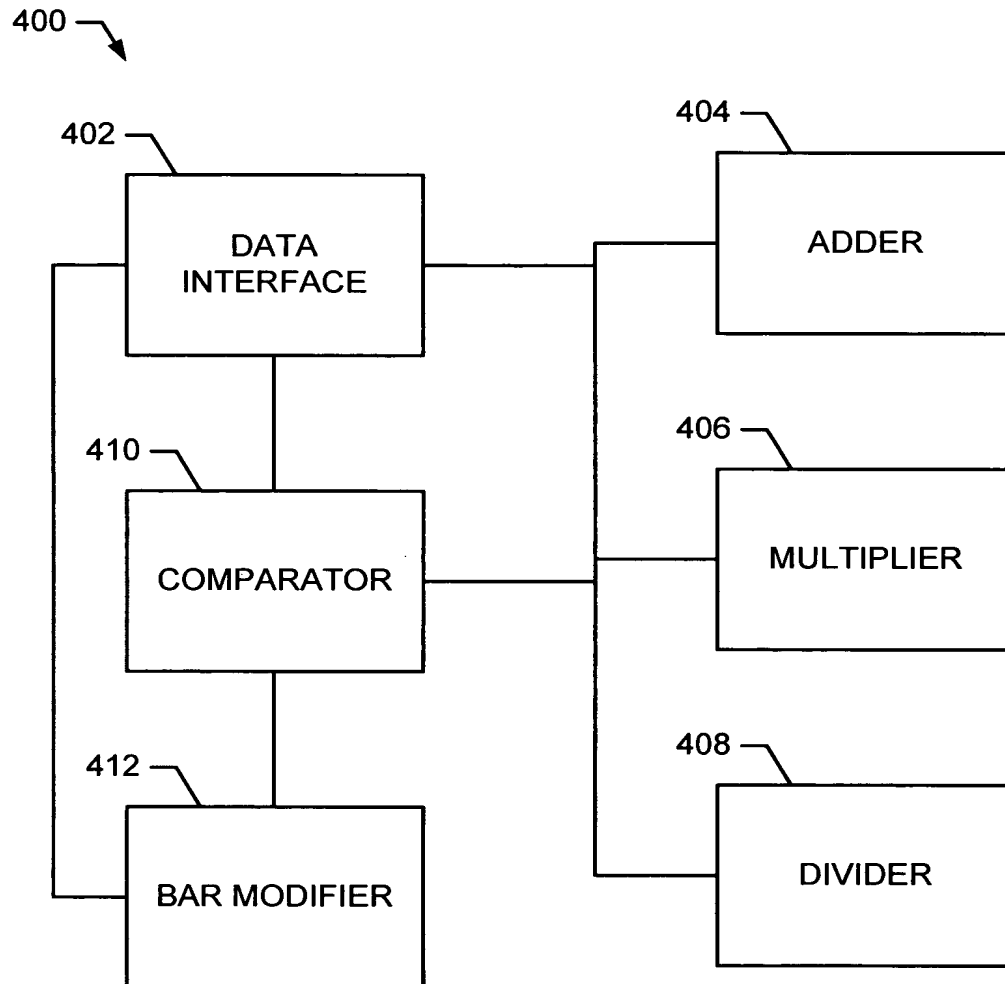 400
402
DATA
INTERFACE
404
ADDER
410
COMPARATOR
406
MULTIPLIER
412
BAR MODIFIER
408
DIVIDER